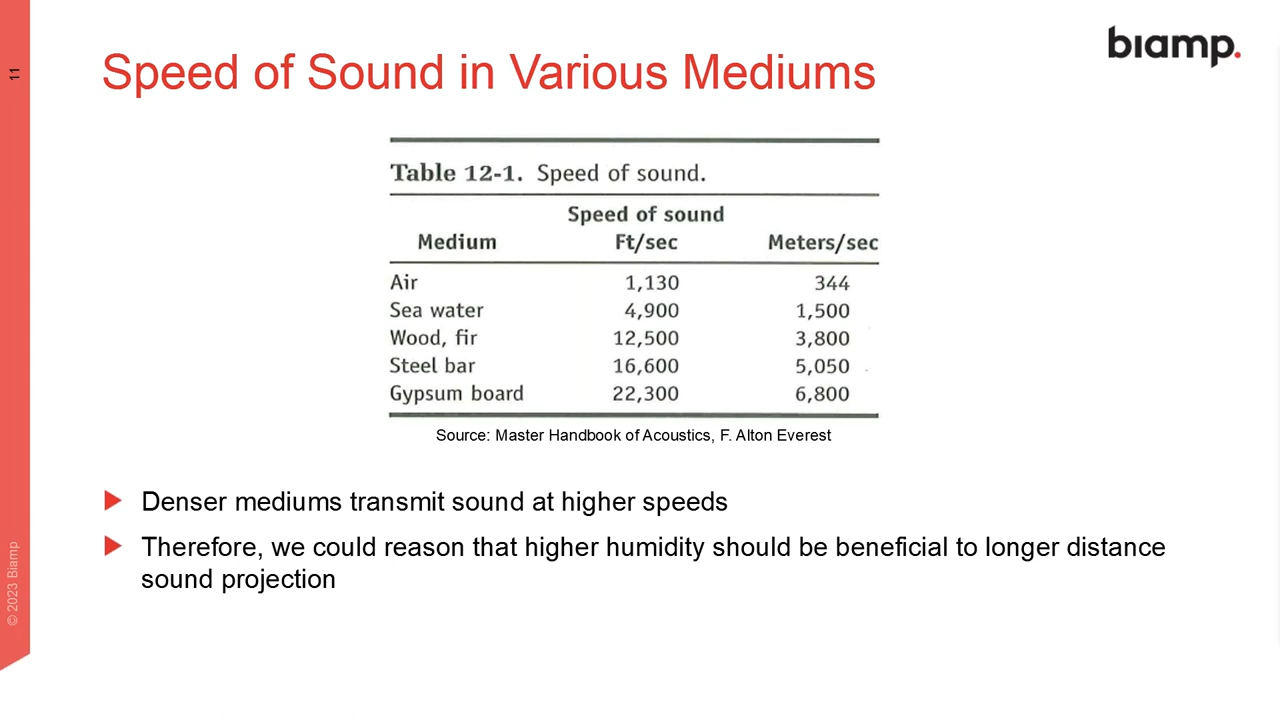 11
Speed of Sound in Various Mediums
biamp.
Table 12-1. Speed of sound.
Speed of sound
Medium Ft/sec Meters/sec
Air 1,130 344
Sea water 4,900 1,500
Wood, fir 12,500 3,800
Steel bar 16,600 5,050
Gypsum board 22,300 6,800
Source: Master Handbook of Acoustics, F. Alton Everest
Denser mediums transmit sound at higher speeds
Therefore, we could reason that higher humidity should be beneficial to longer distance
sound projection
© 2023 Biamp